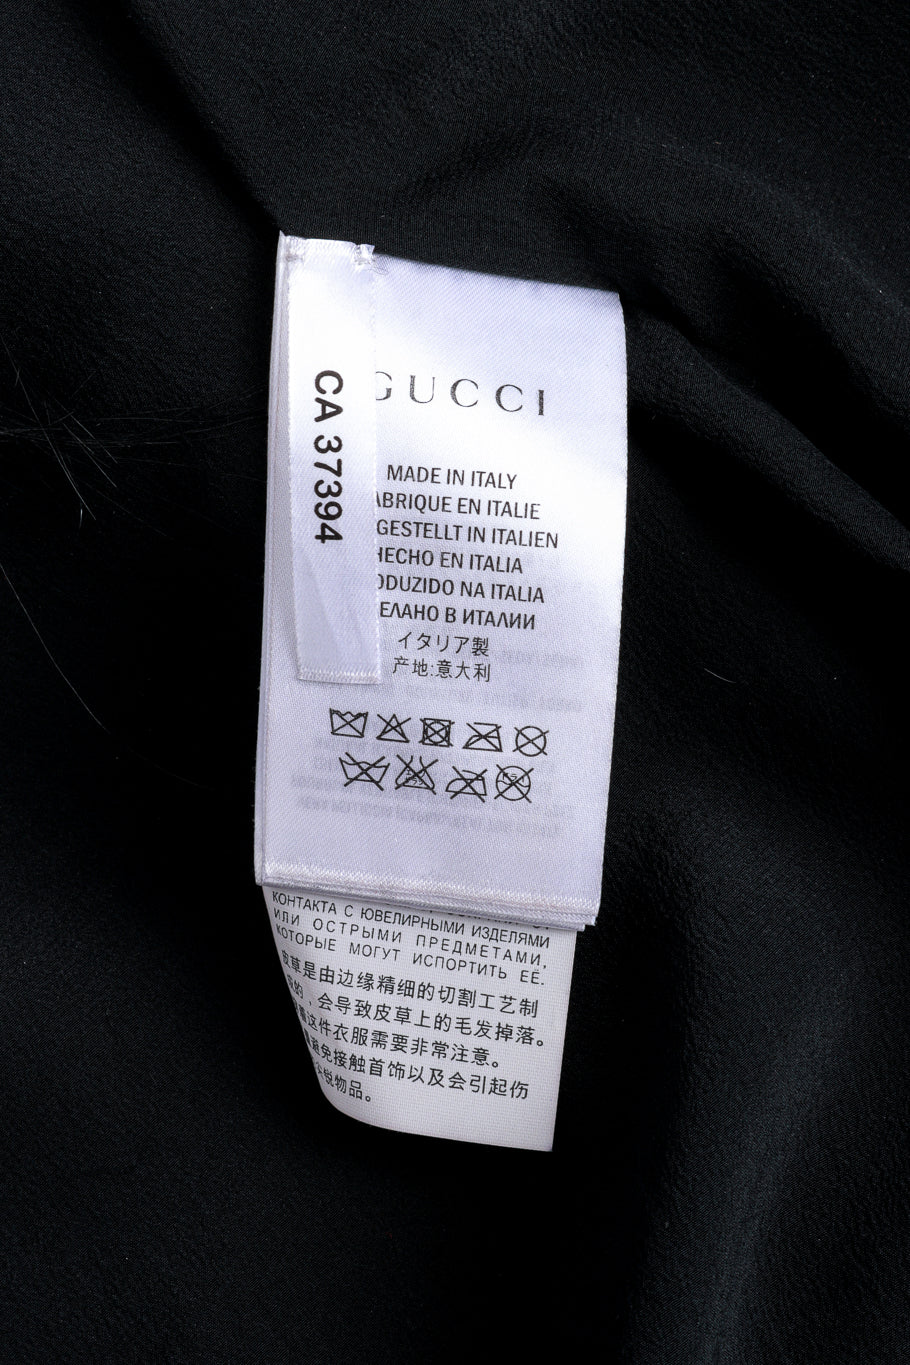 CA 37394
GUCCI
MADE IN ITALY
ABRIQUE EN ITALIE
GESTELLT IN ITALIEN
HECHO EN ITALIA
ODUZIDO NA ITALIA
ЕЛАНО В ИТАЛИИ
イタリア製
产地:意大利
КОНТАКТА С ЮВЕЛИРНЫМИ ИЗДЕЛИЯМИ
ИЛИ ОСТРЫМИ ПРЕДМЕТАМИ,
КОТОРЫЕ МОГУТ ИСПОРТИТЬ ЕЁ.
皮草是由边缘精细的切割工艺制
的,会导致皮草上的毛发掉落。
这件衣服需要非常注意。
避免接触首饰以及会引起伤
锐物品。